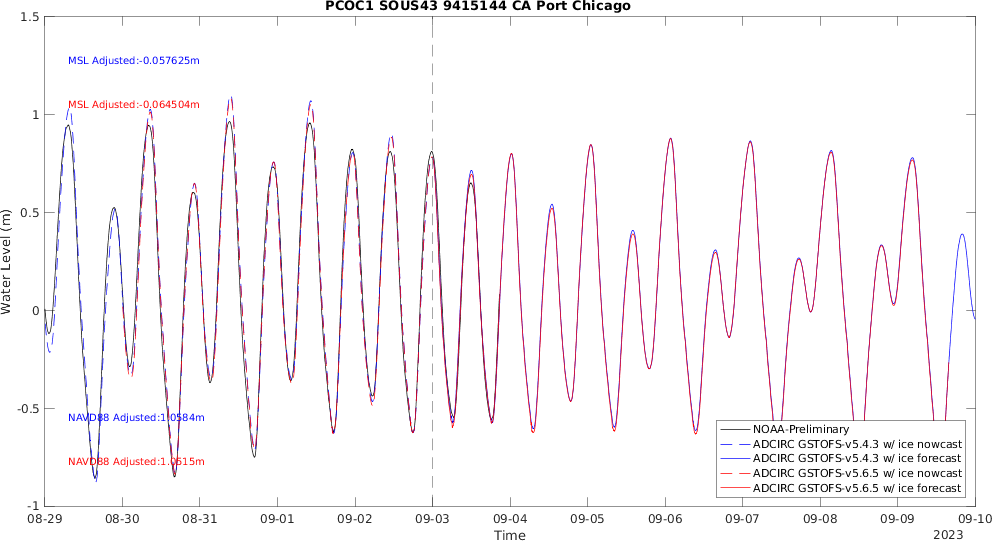 PCOC1 SOUS43 9415144 CA Port Chicago
Water Level (m)
1.5
1
0.5
0
-0.5
-1
MSL Adjusted:-0.057625m
MSL Adjusted:-0.064504m
NAVD88 Adjusted:1.0584m
NAVD88 Adjusted:1.0615m
NOAA-Preliminary
ADCIRC GSTOFS-v5.4.3 w/ ice nowcast
ADCIRC GSTOFS-v5.4.3 w/ ice forecast
ADCIRC GSTOFS-v5.6.5 w/ ice nowcast
ADCIRC GSTOFS-v5.6.5 w/ ice forecast
08-29 08-30 08-31 09-01 09-02 09-03 09-04 09-05 09-06 09-07 09-08 09-09 09-10
Time
2023